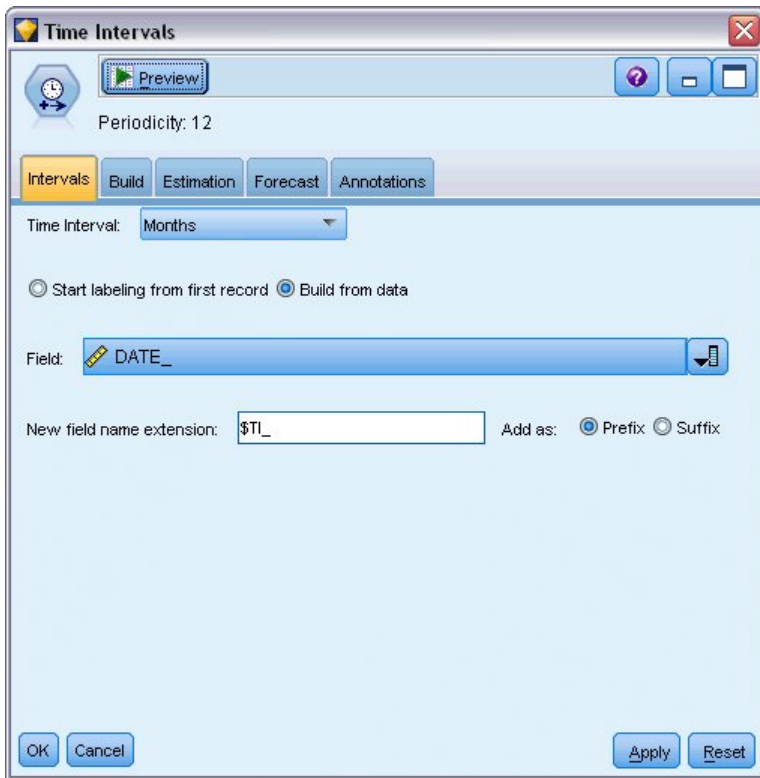 Time Intervals
Preview
Periodicity: 12
Intervals Build Estimation Forecast Annotations
Time Interval: Months
Start labeling from first record Build from data
Field: DATE_
New field name extension: $TI_ Add as: Prefix Suffix
OK Cancel Apply Reset